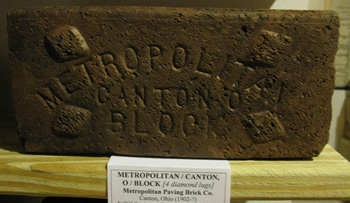 METROPOLITAN
CANTON O
BLOCK
METROPOLITAN / CANTON,
O / BLOCK [4 diamond lugs]
Metropolitan Paving Brick Co.
Canton, Ohio (1902-?)